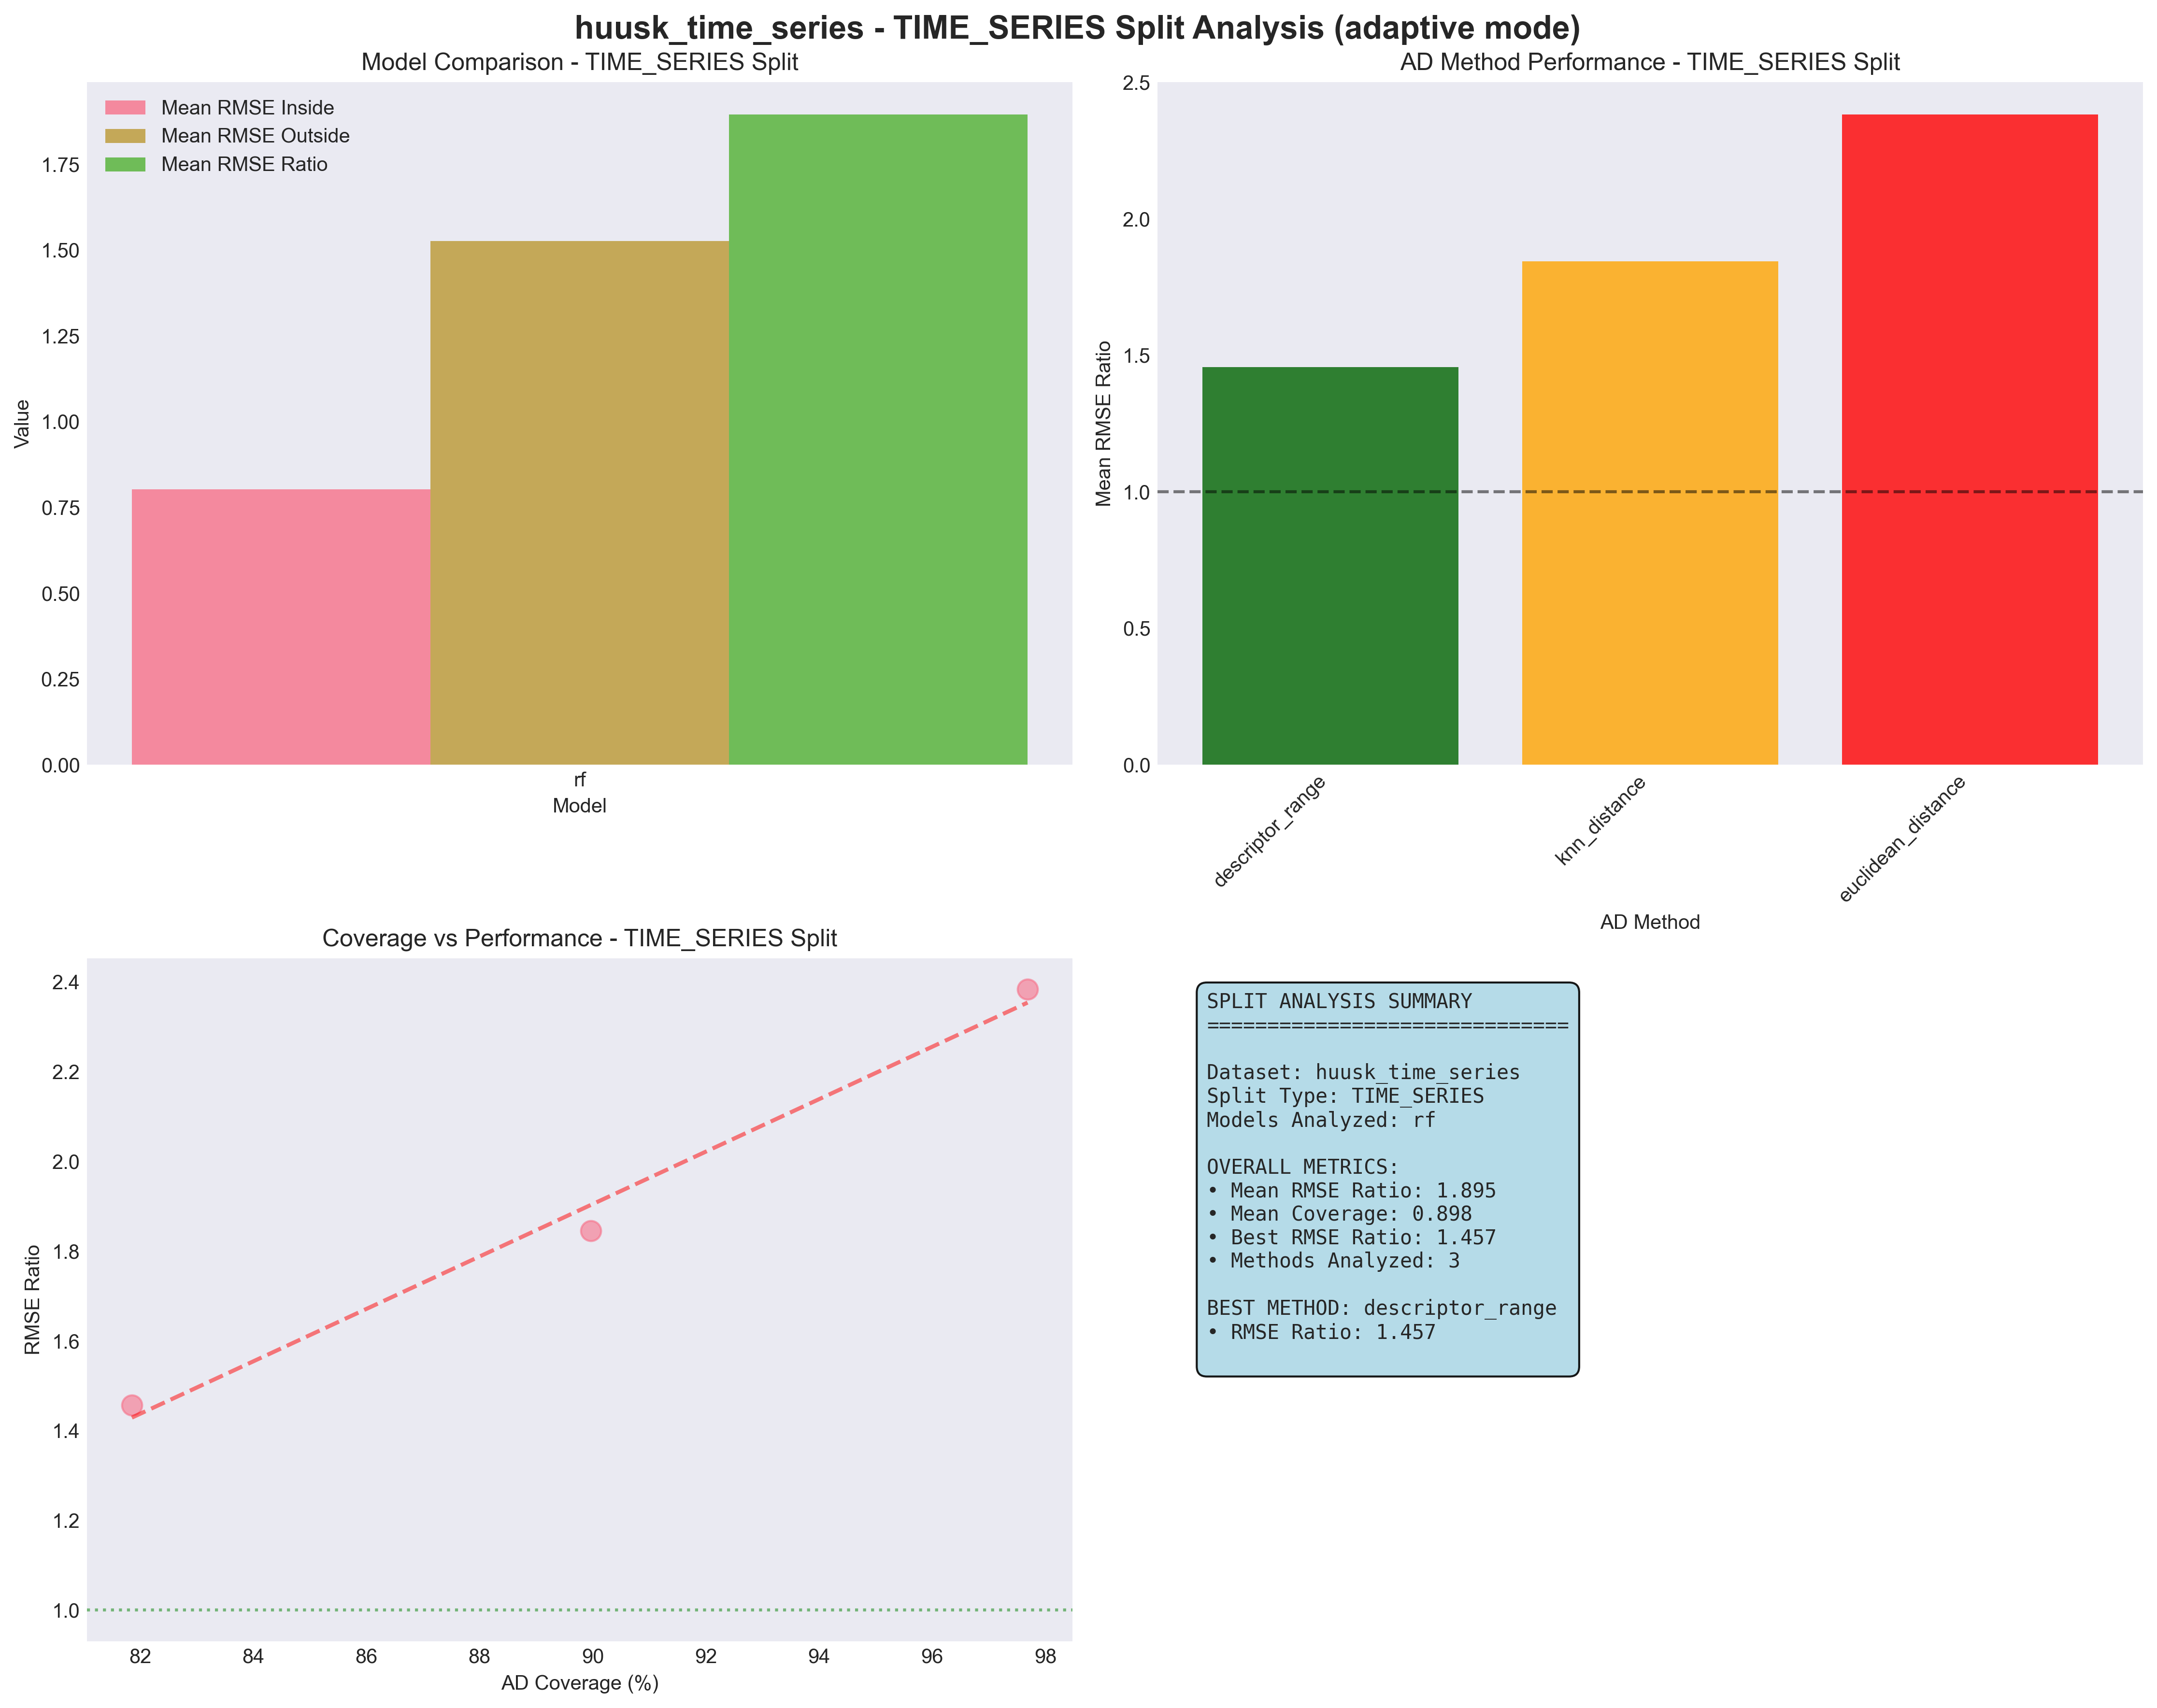 huusk_time_series - TIME_SERIES Split Analysis (adaptive mode)
Model Comparison - TIME_SERIES Split
Mean RMSE Inside
Mean RMSE Outside
Mean RMSE Ratio
Value
1.75
1.50
1.25
1.00
0.75
0.50
0.25
0.00
rf
Model
AD Method Performance - TIME_SERIES Split
Mean RMSE Ratio
2.5
2.0
1.5
1.0
0.5
0.0
descriptor_range
knn_distance
euclidean_distance
AD Method
Coverage vs Performance - TIME_SERIES Split
RMSE Ratio
2.4
2.2
2.0
1.8
1.6
1.4
1.2
1.0
82 84 86 88 90 92 94 96 98
AD Coverage (%)
SPLIT ANALYSIS SUMMARY
==============================
Dataset: huusk_time_series
Split Type: TIME_SERIES
Models Analyzed: rf
OVERALL METRICS:
• Mean RMSE Ratio: 1.895
• Mean Coverage: 0.898
• Best RMSE Ratio: 1.457
• Methods Analyzed: 3
BEST METHOD: descriptor_range
• RMSE Ratio: 1.457